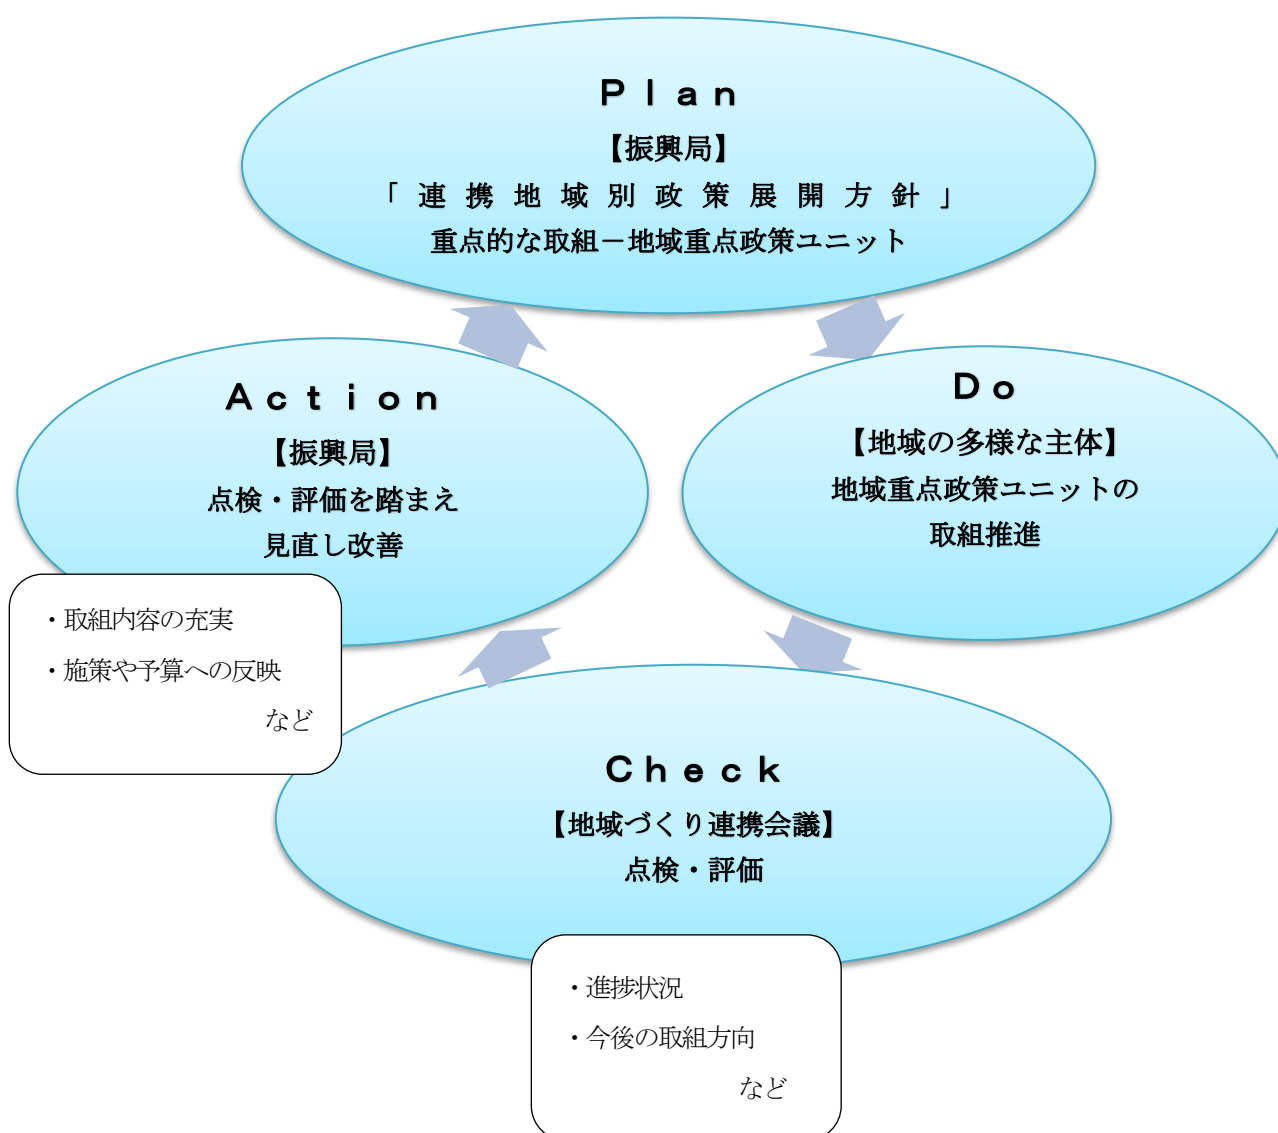 Ｐｌａｎ
【振興局】
「連携地域別政策展開方針」
重点的な取組－地域重点政策ユニット
Ａｃｔｉｏｎ
【振興局】
点検・評価を踏まえ
見直し改善
・取組内容の充実
・施策や予算への反映
など
Ｄｏ
【地域の多様な主体】
地域重点政策ユニットの
取組推進
Ｃｈｅｃｋ
【地域づくり連携会議】
点検・評価
・進捗状況
・今後の取組方向
など